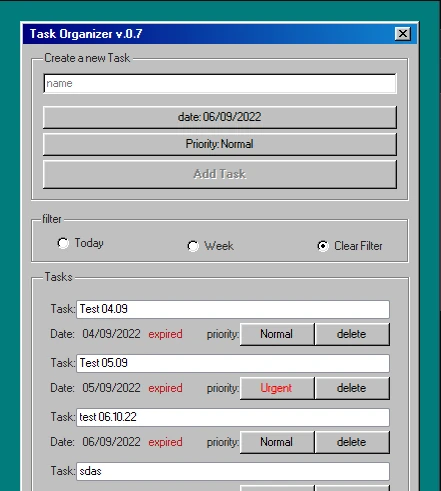 Task Organizer v.0.7
Create a new Task
name
date: 06/09/2022
Priority: Normal
Add Task
filter
Today Week Clear Filter
Tasks
Task: Test 04.09
Date: 04/09/2022 expired priority: Normal delete
Task: Test 05.09
Date: 05/09/2022 expired priority: Urgent delete
Task: test 06.10.22
Date: 06/09/2022 expired priority: Normal delete
Task: sdas